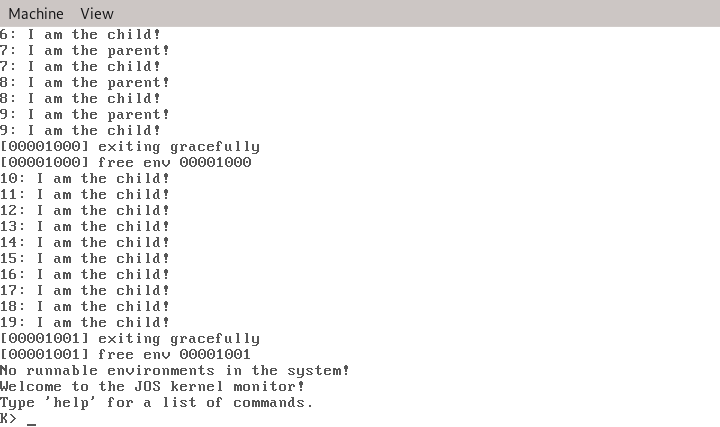 Machine View
6: I am the child!
7: I am the parent!
7: I am the child!
8: I am the parent!
8: I am the child!
9: I am the parent!
9: I am the child!
[00001000] exiting gracefully
[00001000] free env 00001000
10: I am the child!
11: I am the child!
12: I am the child!
13: I am the child!
14: I am the child!
15: I am the child!
16: I am the child!
17: I am the child!
18: I am the child!
19: I am the child!
[00001001] exiting gracefully
[00001001] free env 00001001
No runnable environments in the system!
Welcome to the JOS kernel monitor!
Type 'help' for a list of commands.
K> _